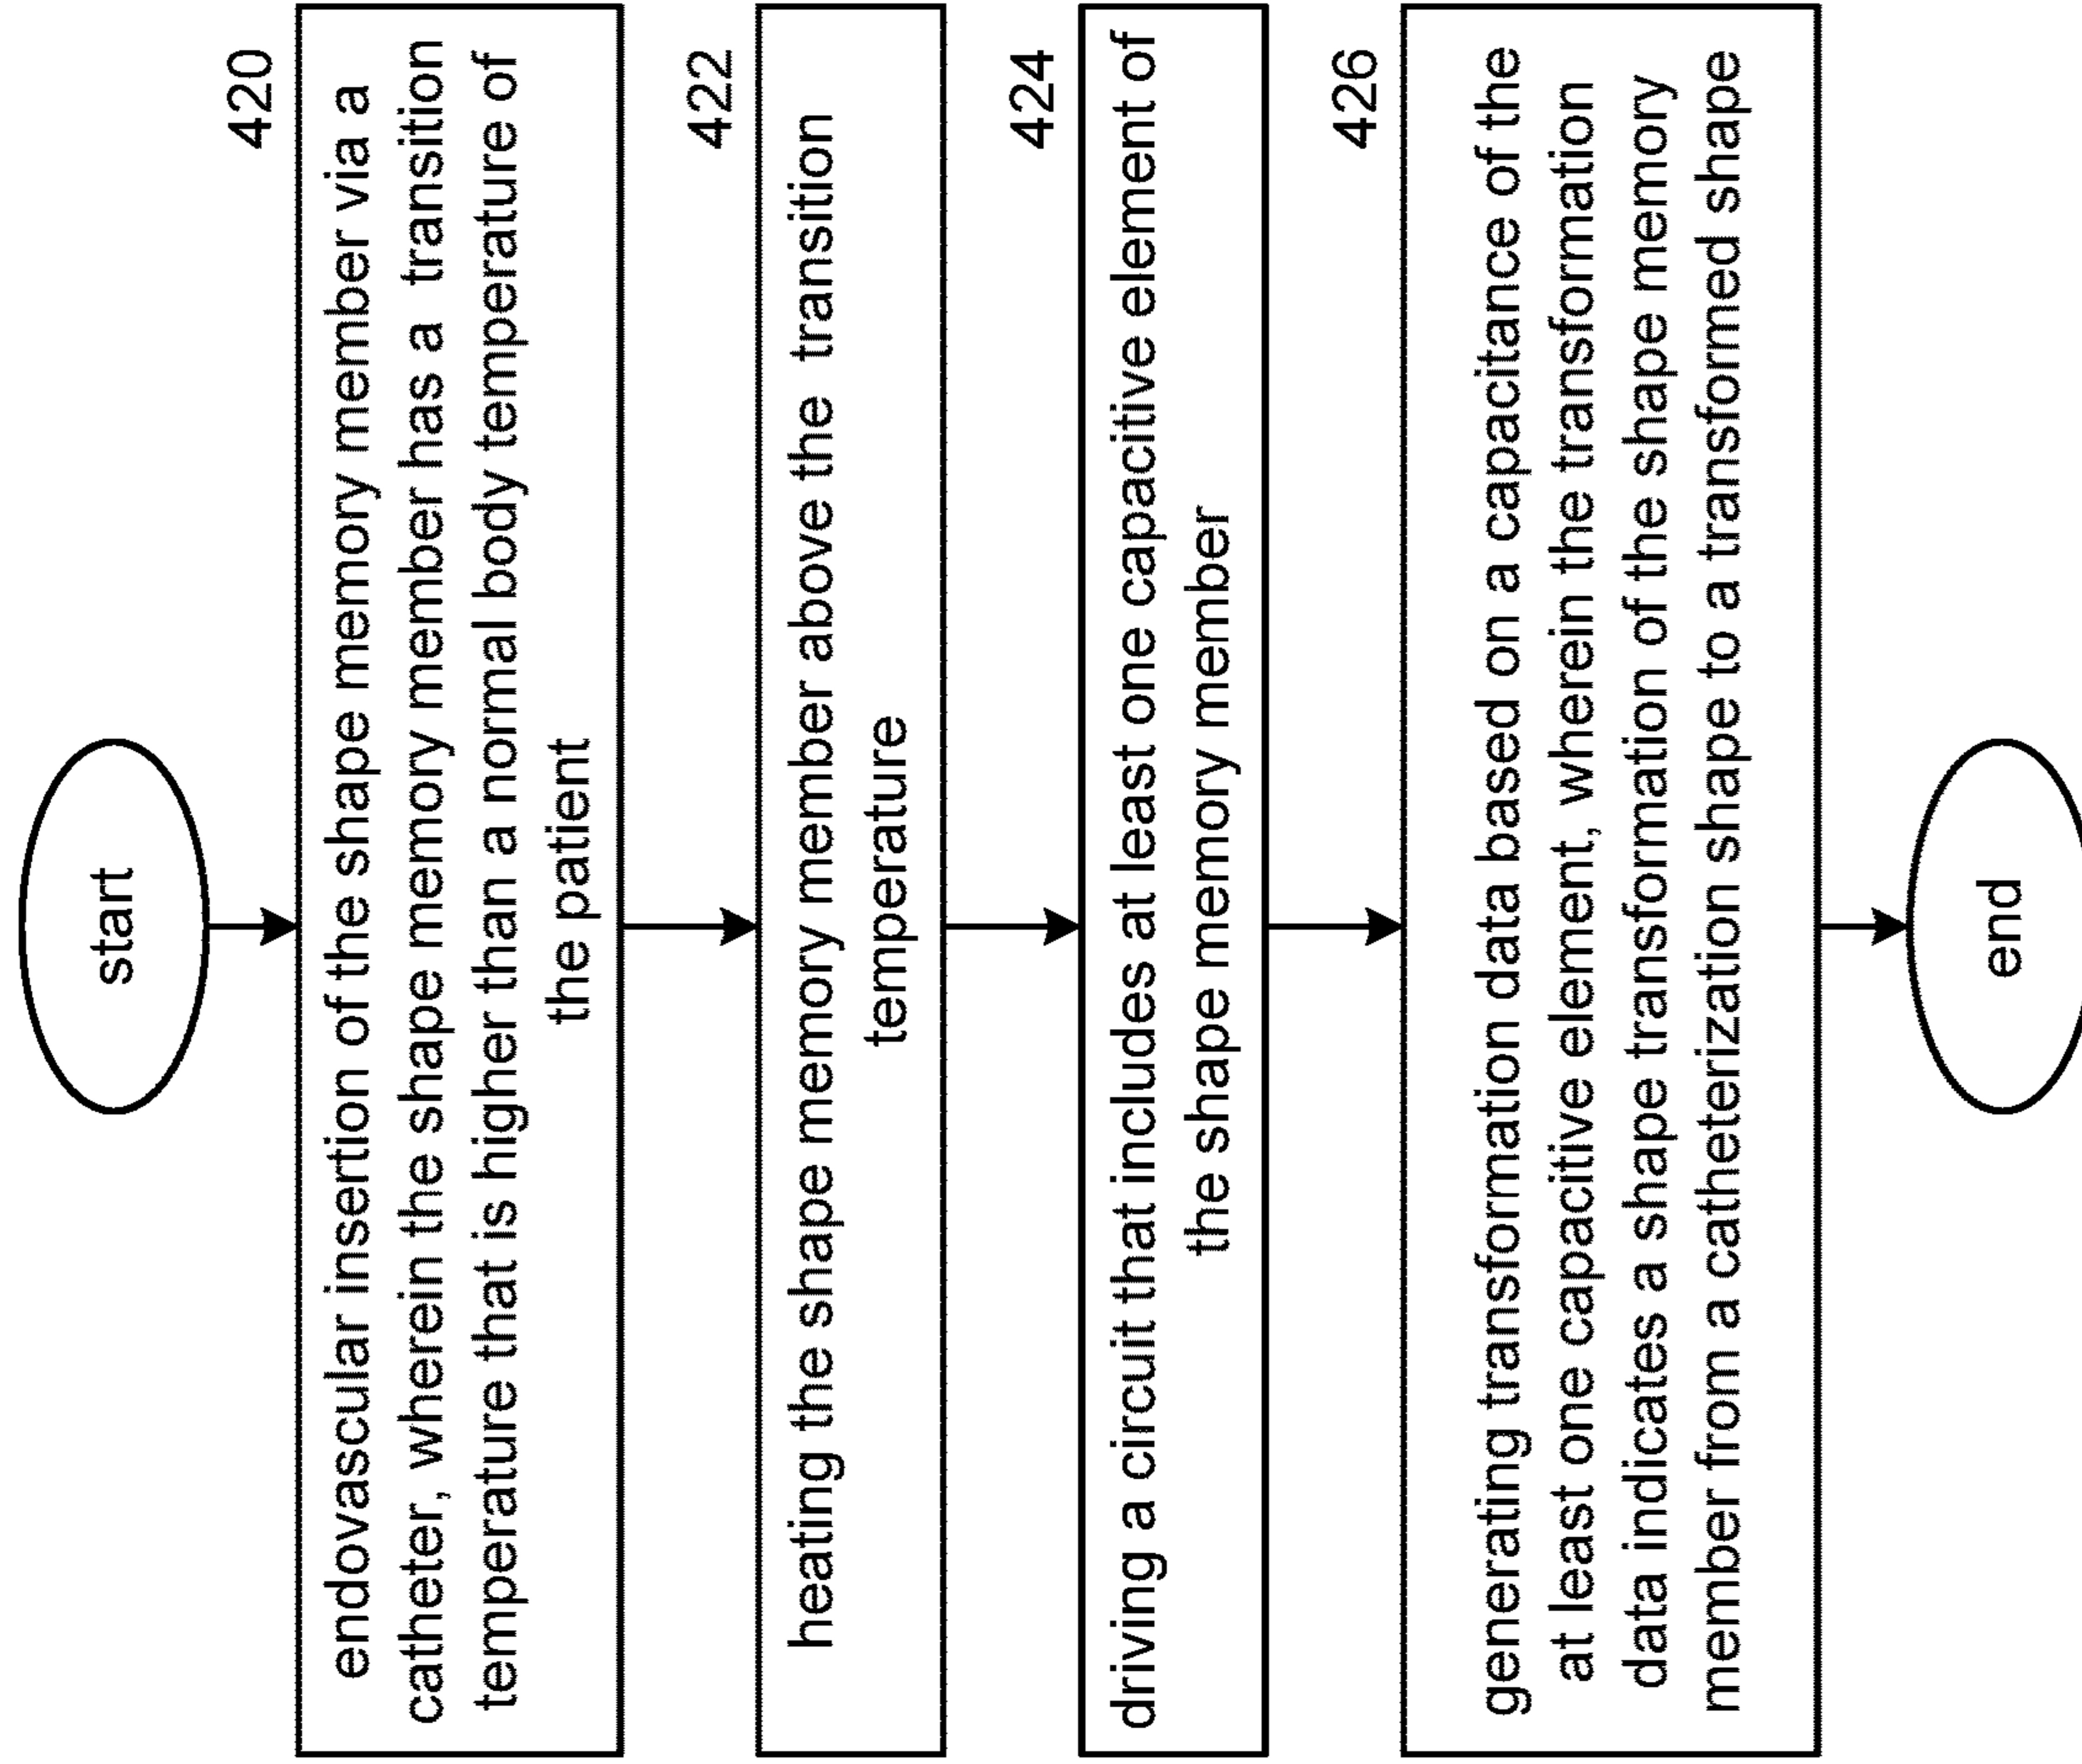 start
420
endovascular insertion of the shape memory member via a
catheter, wherein the shape memory member has a transition
temperature that is higher than a normal body temperature of
the patient
422
heating the shape memory member above the transition
temperature
424
driving a circuit that includes at least one capacitive element of
the shape memory member
426
generating transformation data based on a capacitance of the
at least one capacitive element, wherein the transformation
data indicates a shape transformation of the shape memory
member from a catheterization shape to a transformed shape
end